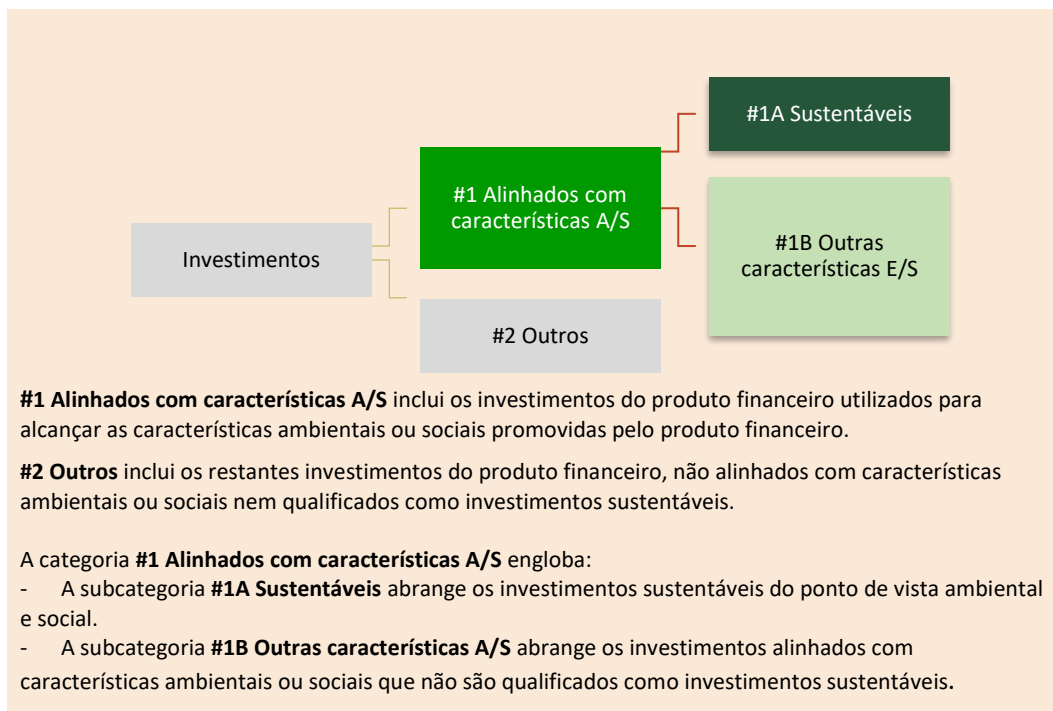 #1A Sustentáveis
#1 Alinhados com
características A/S
#1B Outras
características E/S
Investimentos
#2 Outros
#1 Alinhados com características A/S inclui os investimentos do produto financeiro utilizados para
alcançar as características ambientais ou sociais promovidas pelo produto financeiro.
#2 Outros inclui os restantes investimentos do produto financeiro, não alinhados com características
ambientais ou sociais nem qualificados como investimentos sustentáveis.
A categoria #1 Alinhados com características A/S engloba:
- A subcategoria #1A Sustentáveis abrange os investimentos sustentáveis do ponto de vista ambiental
e social.
- A subcategoria #1B Outras características A/S abrange os investimentos alinhados com
características ambientais ou sociais que não são qualificados como investimentos sustentáveis.